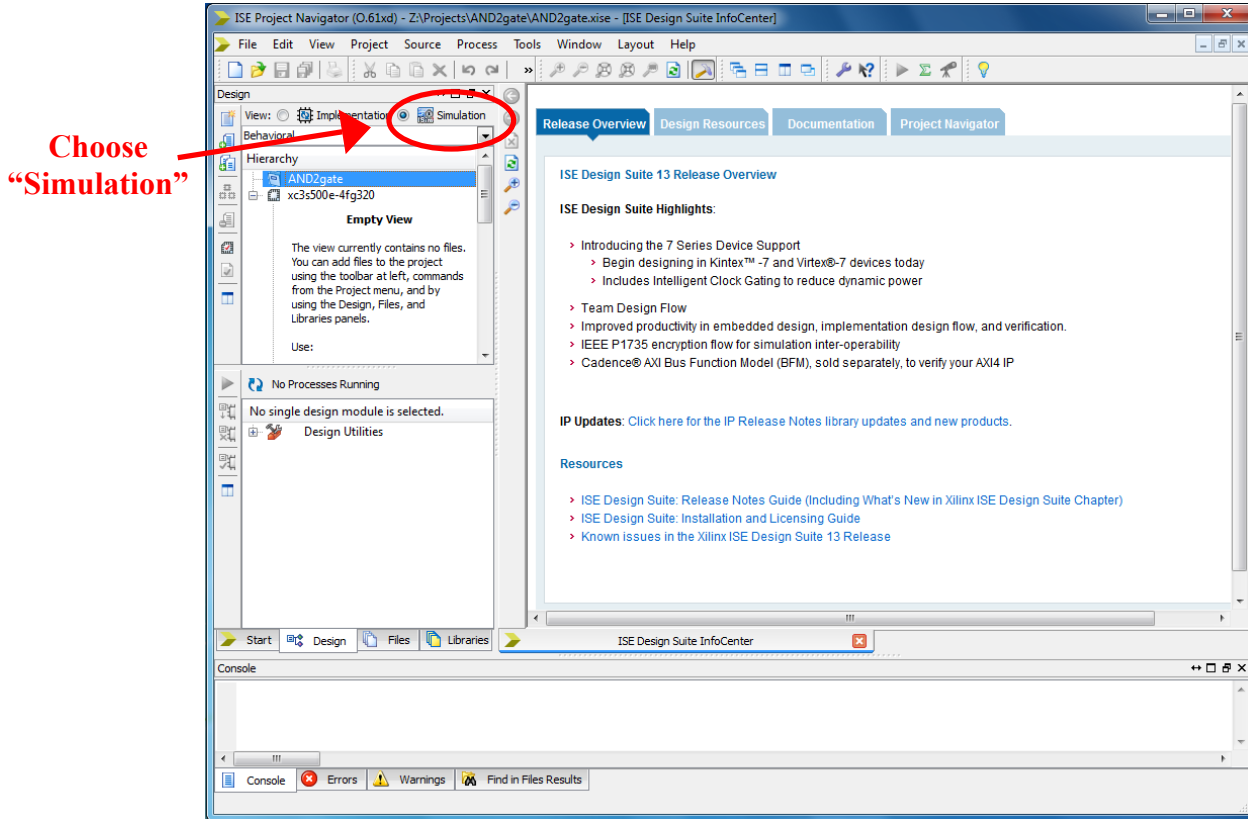 ISE Project Navigator (O.61xd) - Z:\Projects\AND2gate\AND2gate.xise - [ISE Design Suite InfoCenter]
File Edit View Project Source Process Tools Window Layout Help
Design
View: Implementation Simulation
Behavioral
Hierarchy
AND2gate
xc3s500e-4fg320
Empty View
The view currently contains no files.
You can add files to the project
using the toolbar at left, commands
from the Project menu, and by
using the Design, Files, and
Libraries panels.
Use:
Choose
“Simulation”
No Processes Running
No single design module is selected.
Design Utilities
Start Design Files Libraries
Release Overview Design Resources Documentation Project Navigator
ISE Design Suite 13 Release Overview
ISE Design Suite Highlights:
Introducing the 7 Series Device Support
Begin designing in Kintex™ -7 and Virtex®-7 devices today
Includes Intelligent Clock Gating to reduce dynamic power
Team Design Flow
Improved productivity in embedded design, implementation design flow, and verification.
IEEE P1735 encryption flow for simulation inter-operability
Cadence® AXI Bus Function Model (BFM), sold separately, to verify your AXI4 IP
IP Updates: Click here for the IP Release Notes library updates and new products.
Resources
ISE Design Suite: Release Notes Guide (Including What's New in Xilinx ISE Design Suite Chapter)
ISE Design Suite: Installation and Licensing Guide
Known issues in the Xilinx ISE Design Suite 13 Release
ISE Design Suite InfoCenter
Console
Console Errors Warnings Find in Files Results